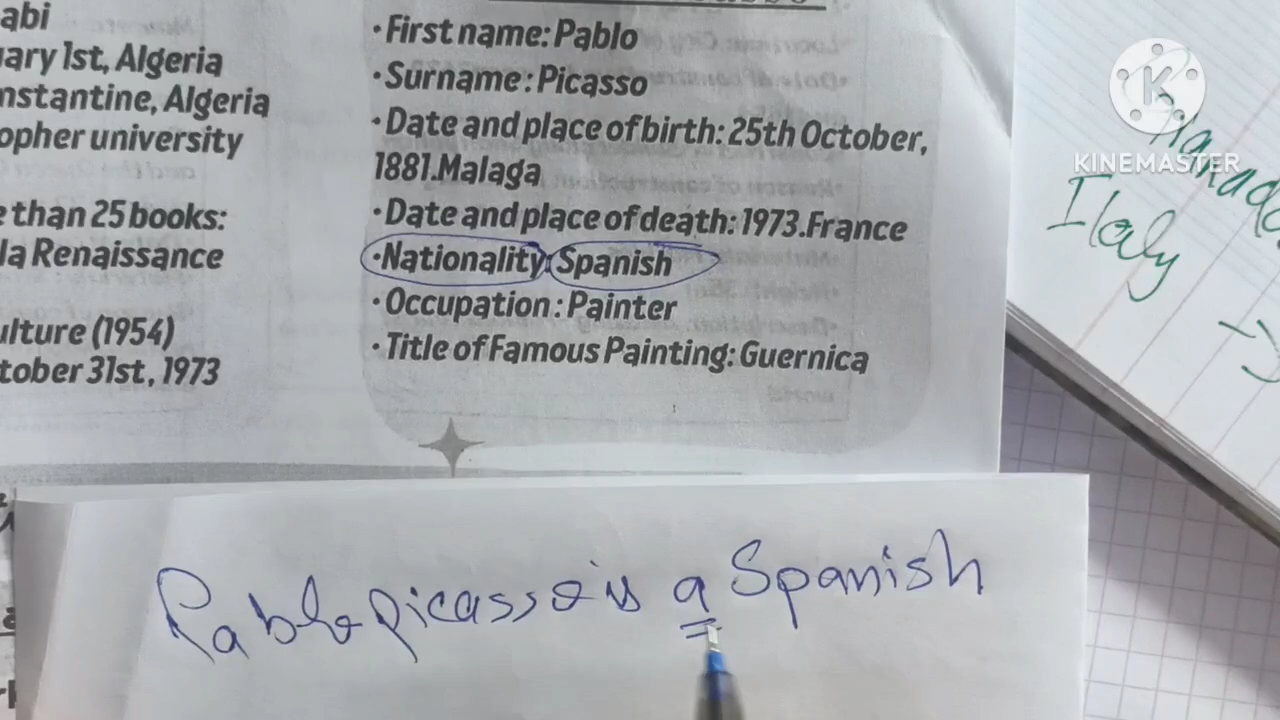 abi
ary 1st, Algeria
nstantine, Algeria
opher university
e than 25 books:
la Renaissance
ulture (1954)
tober 31st, 1973
• First name: Pablo
• Surname : Picasso
• Date and place of birth: 25th October,
1881.Malaga
• Date and place of death: 1973.France
• Nationality: Spanish
• Occupation : Painter
• Title of Famous Painting: Guernica
K
KINEMASTER
Italy
Pablo picasso is a Spanish